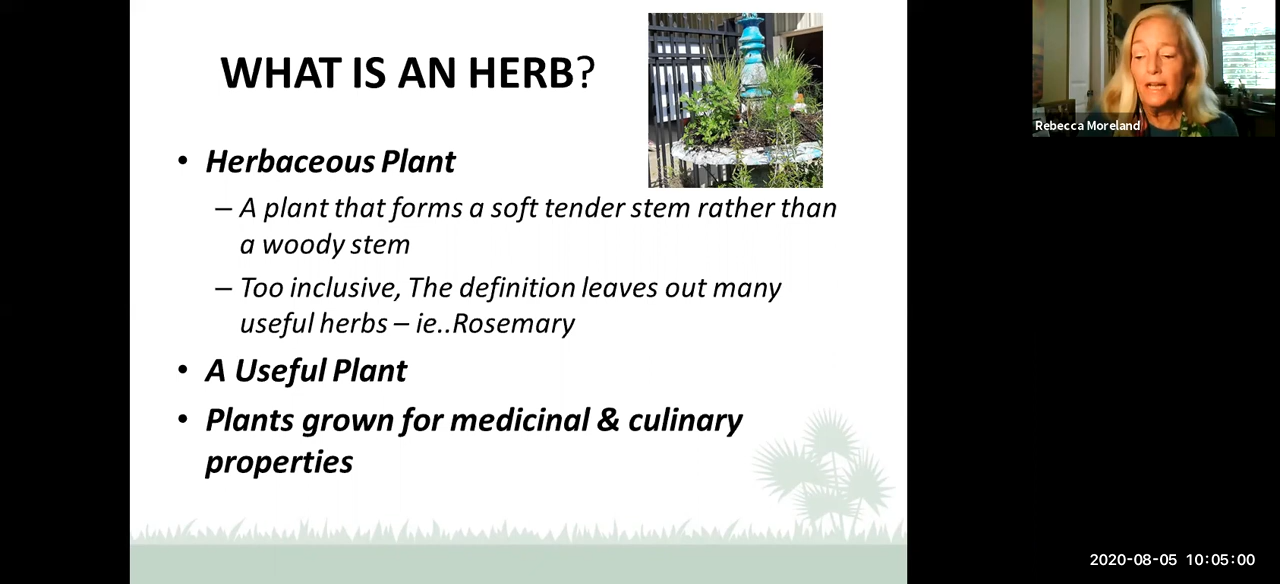 WHAT IS AN HERB?
• Herbaceous Plant
– A plant that forms a soft tender stem rather than
a woody stem
– Too inclusive, The definition leaves out many
useful herbs – ie..Rosemary
• A Useful Plant
• Plants grown for medicinal & culinary
properties
Rebecca Moreland
2020-08-05 10:05:00